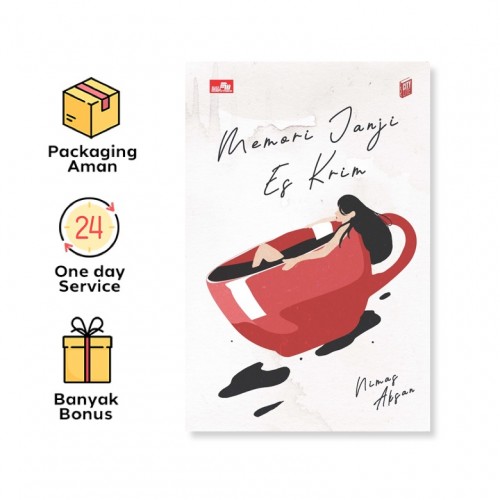 Packaging
Aman
24
One day
Service
Banyak
Bonus
Memori Janji
Es Krim
Nimas
Aksan